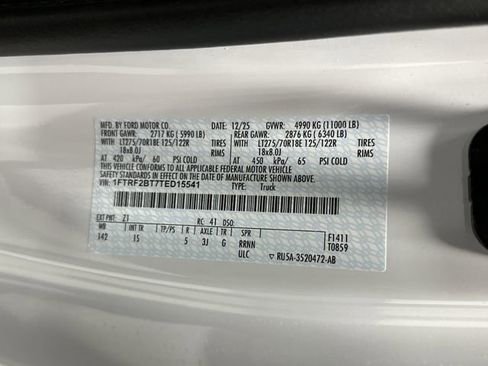 MFD. BY FORD MOTOR CO. 12/25 GVWR: 4990 KG (11000 LB)
FRONT GAWR: 2717 KG (5990 LB) REAR GAWR: 2876 KG (6340 LB)
WITH LT275/70R18E 125/122R TIRES WITH LT275/70R18E 125/122R TIRES
18x8.0J RIMS 18x8.0J RIMS
AT 420 kPa/ 60 PSI COLD AT 450 kPa/ 65 PSI COLD
THIS VEHICLE CONFORMS TO ALL APPLICABLE FEDERAL MOTOR VEHICLE
SAFETY STANDARDS IN EFFECT ON THE DATE OF MANUFACTURE SHOWN ABOVE.
VIN: 1FTRF2BT7TED15541 TYPE: Truck
EXT PNT: Z1 RC: 41 DSO:
WB INT TR TP/PS R AXLE TR SPR F1411
142 1S 5 3J G RRNN T0859
ULC ▽ RU5A-3520472-AB